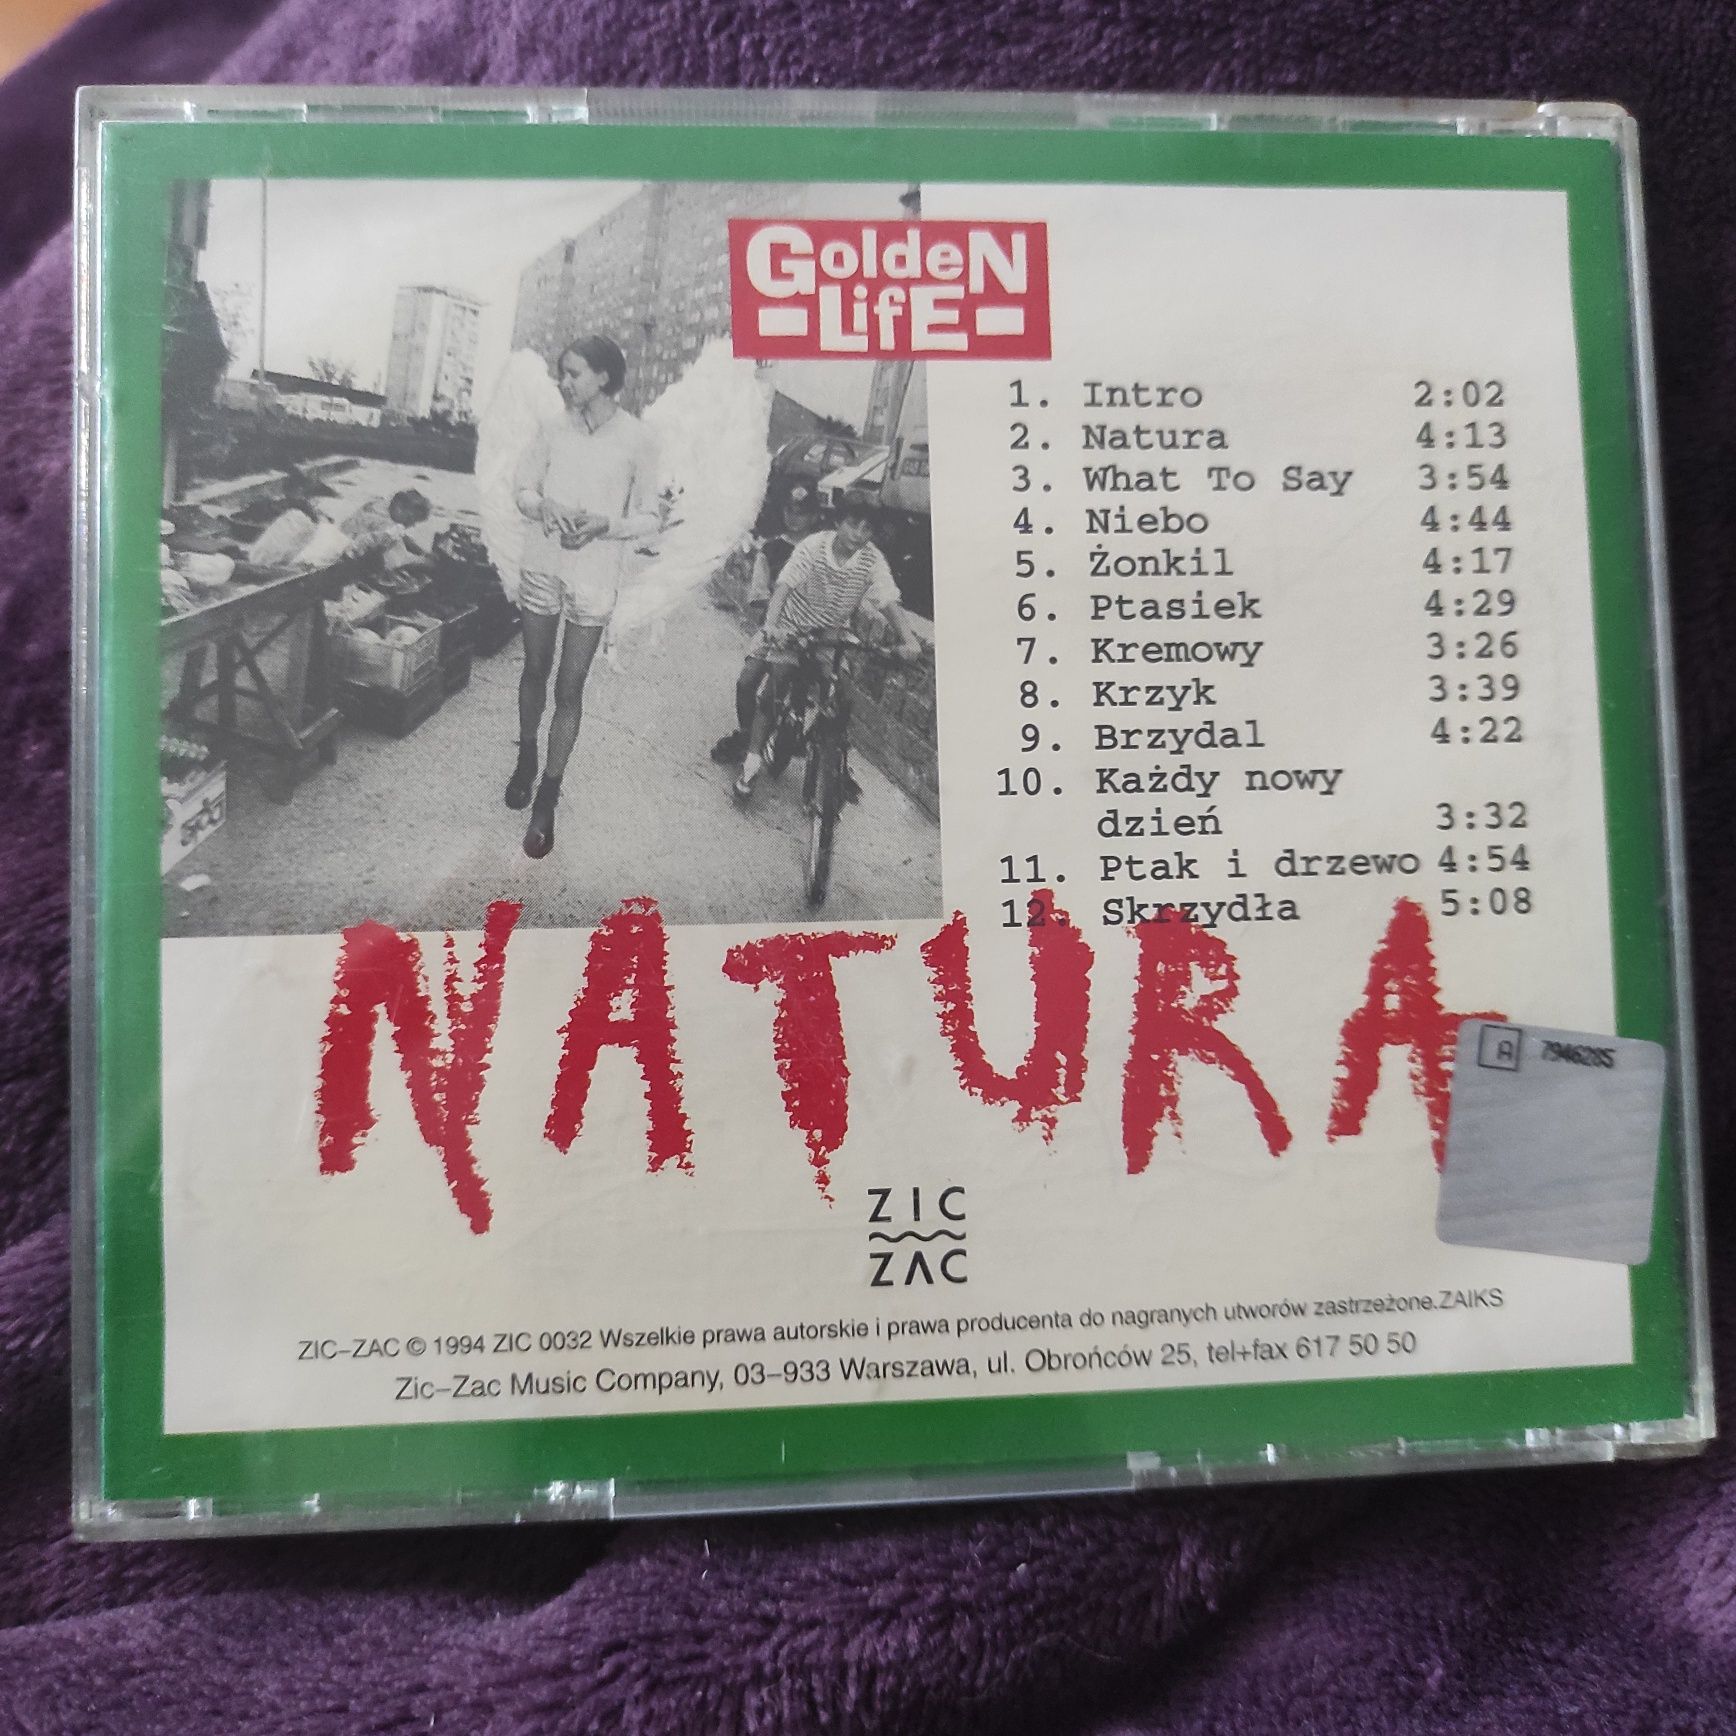 GoldeN
LifE
1. Intro 2:02
2. Natura 4:13
3. What To Say 3:54
4. Niebo 4:44
5. Żonkil 4:17
6. Ptasiek 4:29
7. Kremowy 3:26
8. Krzyk 3:39
9. Brzydal 4:22
10. Każdy nowy
dzień 3:32
11. Ptak i drzewo 4:54
12. Skrzydła 5:08
NATURA
A 7946285
ZIC
ZAC
ZIC-ZAC © 1994 ZIC 0032 Wszelkie prawa autorskie i prawa producenta do nagranych utworów zastrzeżone.ZAIKS
Zic-Zac Music Company, 03-933 Warszawa, ul. Obrońców 25, tel+fax 617 50 50